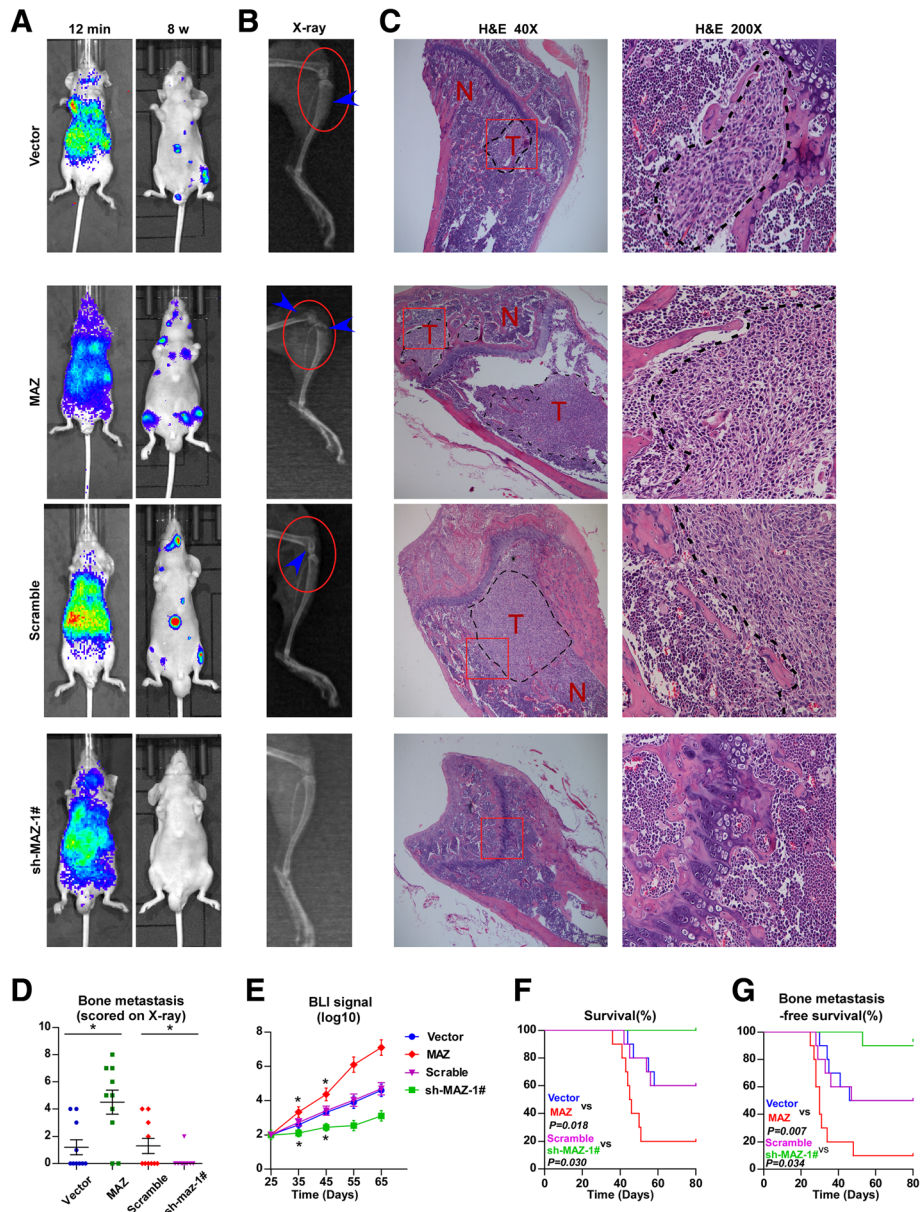 A
B
C
12 min
8 w
X-ray
H&E 40X
H&E 200X
Vector
N
T
MAZ
T
N
T
Scramble
T
N
sh-MAZ-1#
D
Bone metastasis
(scored on X-ray)
*
*
10
8
6
4
2
0
Vector
MAZ
Scramble
sh-maz-1#
E
BLI signal
(log10)
8
6
4
2
0
*
*
*
*
25 35 45 55 65
Time (Days)
Vector
MAZ
Scrable
sh-MAZ-1#
F
Survival(%)
100
80
60
40
20
0
Vector
vs
MAZ
P=0.018
Scramble
vs
sh-MAZ-1#
P=0.030
0 20 40 60 80
Time (Days)
G
Bone metastasis
-free survival(%)
100
80
60
40
20
0
Vector
vs
MAZ
P=0.007
Scramble
vs
sh-MAZ-1#
P=0.034
0 20 40 60 80
Time (Days)